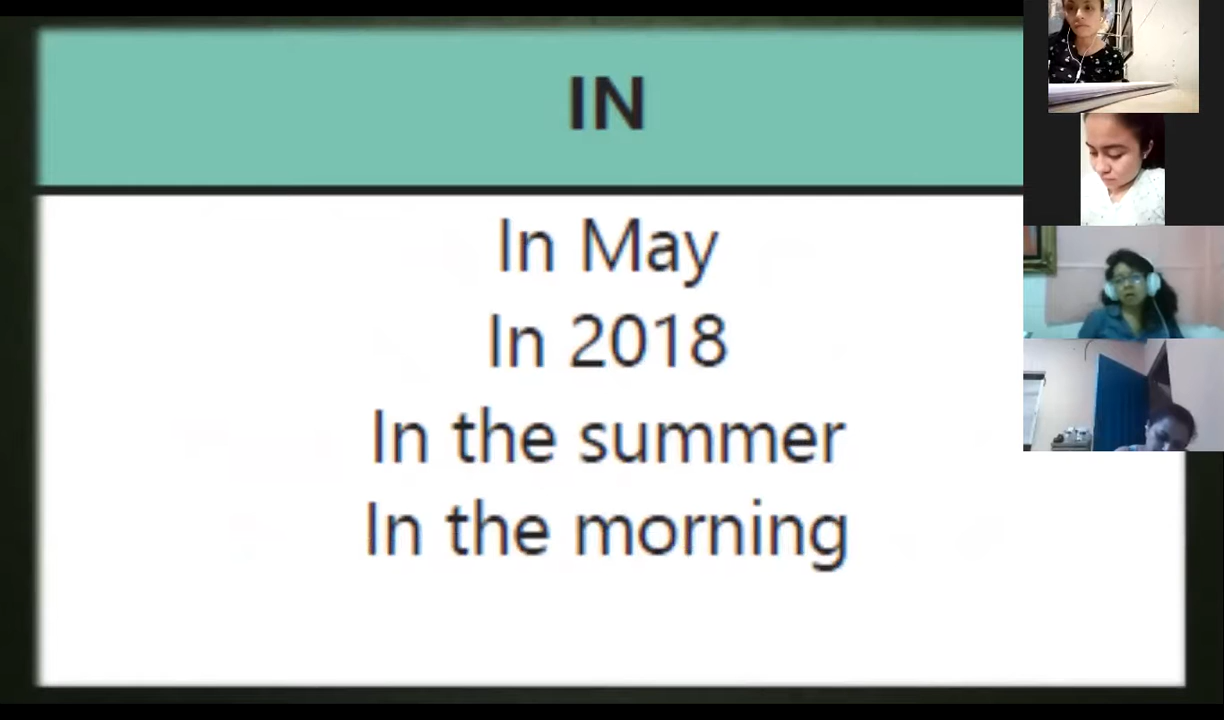 IN
In May
In 2018
In the summer
In the morning